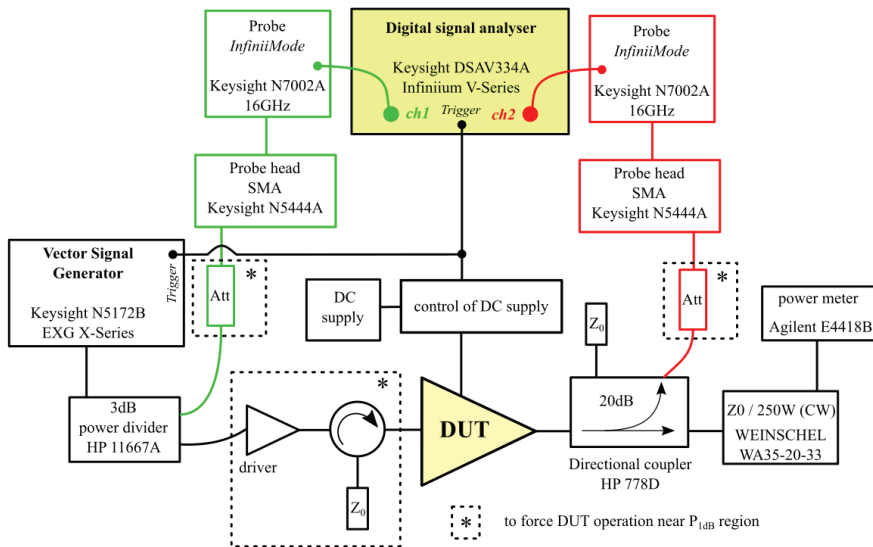 Probe
InfiniiMode
Keysight N7002A
16GHz
Digital signal analyser
Keysight DSAV334A
Infiniium V-Series
Trigger
ch1
ch2
Probe
InfiniiMode
Keysight N7002A
16GHz
Probe head
SMA
Keysight N5444A
Probe head
SMA
Keysight N5444A
Vector Signal
Generator
Keysight N5172B
EXG X-Series
Trigger
Att
*
DC
supply
control of DC supply
Z0
Att
*
power meter
Agilent E4418B
3dB
power divider
HP 11667A
driver
*
Z0
DUT
20dB
Directional coupler
HP 778D
Z0 / 250W (CW)
WEINSCHEL
WA35-20-33
* to force DUT operation near P1dB region